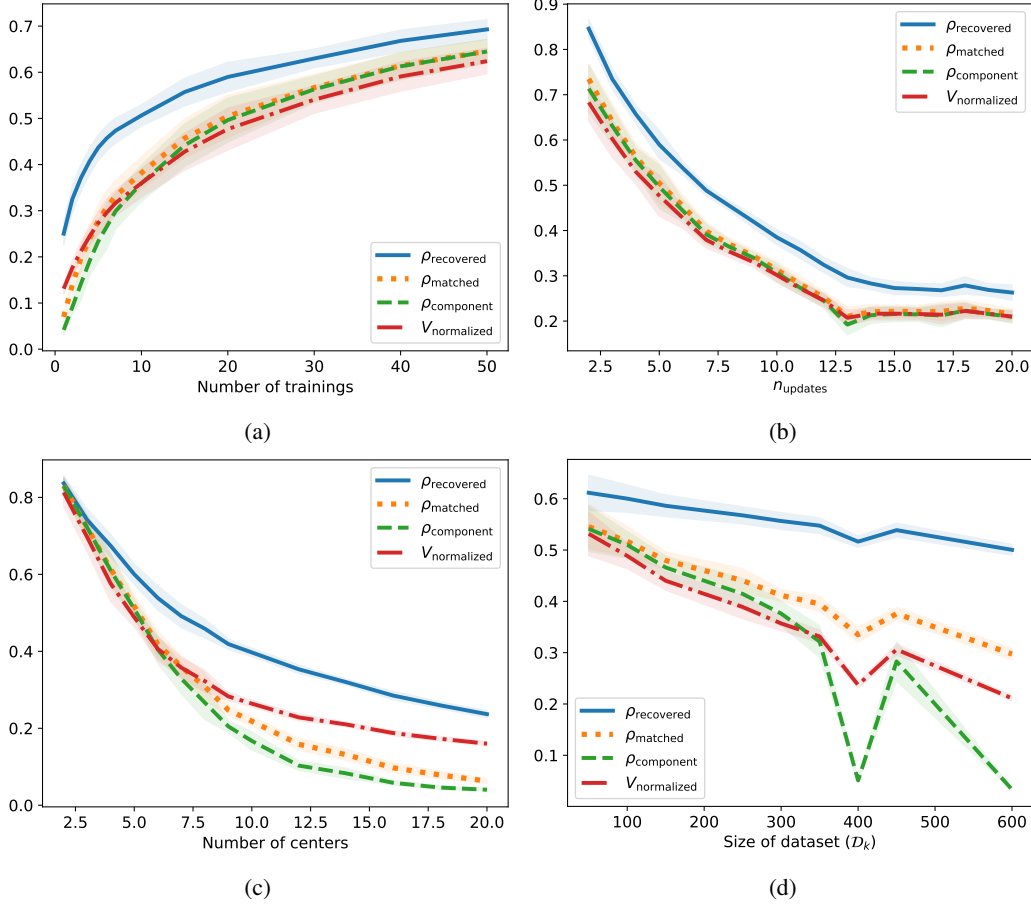 0.7
0.6
0.5
0.4
0.3
0.2
0.1
0.0
ρrecovered
ρmatched
ρcomponent
Vnormalized
0 10 20 30 40 50
Number of trainings
(a)
0.9
0.8
0.7
0.6
0.5
0.4
0.3
0.2
ρrecovered
ρmatched
ρcomponent
Vnormalized
2.5 5.0 7.5 10.0 12.5 15.0 17.5 20.0
nupdates
(b)
0.8
0.6
0.4
0.2
0.0
ρrecovered
ρmatched
ρcomponent
Vnormalized
2.5 5.0 7.5 10.0 12.5 15.0 17.5 20.0
Number of centers
(c)
0.6
0.5
0.4
0.3
0.2
0.1
ρrecovered
ρmatched
ρcomponent
Vnormalized
100 200 300 400 500 600
Size of dataset (𝒟k)
(d)